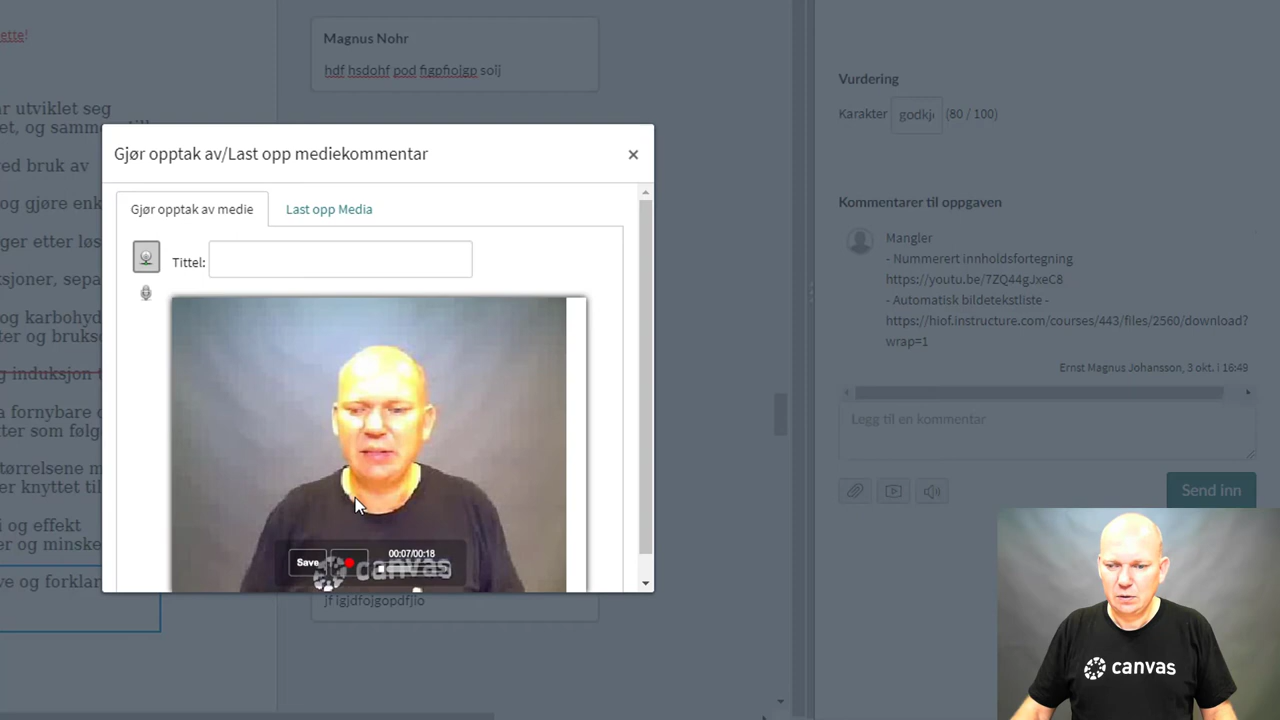 ette!
Magnus Nohr
hdf hsdohf pod figpfiolgp soij
r utviklet seg
et, og samm
ed bruk av
og gjøre enk
ger etter løs
sjoner, sepa
og karbohyd
ter og brukse
g induksjon
a fornybare
tter som følg
tørrelsene m
er knyttet til
i og effekt
er og minske
ve og forklar
Gjør opptak av/Last opp mediekommentar
×
Gjør opptak av medie
Last opp Media
Tittel:
Save
00:07/00:18
canvas
jf igjdfojgopdfjio
Vurdering
Karakter godkj (80 / 100)
Kommentarer til oppgaven
Mangler
- Nummerert innholdsfortegning
https://youtu.be/7ZQ44gJxeC8
- Automatisk bildetekstliste -
https://hiof.instructure.com/courses/443/files/2560/download?
wrap=1
Ernst Magnus Johansson, 3 okt. i 16:49
Legg til en kommentar
Send inn
canvas